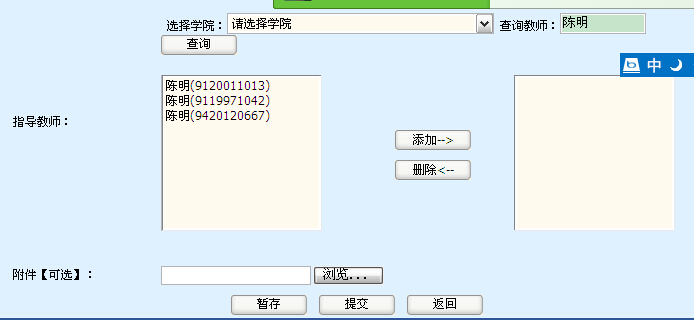 选择学院： 请选择学院 查询教师： 陈明
查询
中
指导教师：
陈明(9120011013)
陈明(9119971042)
陈明(9420120667)
添加-->
删除<--
附件【可选】： 浏览...
暂存 提交 返回